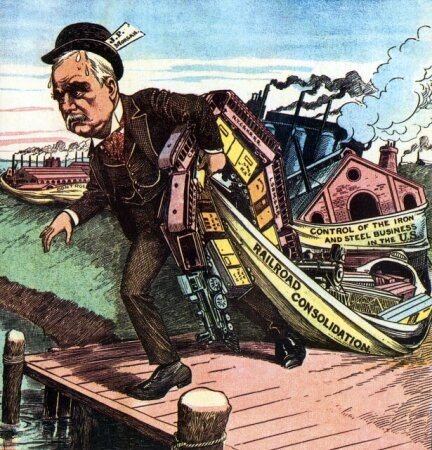 J.P.
MORGAN.
RAILROAD
CONSOLIDATION
CONTROL OF THE IRON
AND STEEL BUSINESS
IN THE U.S.